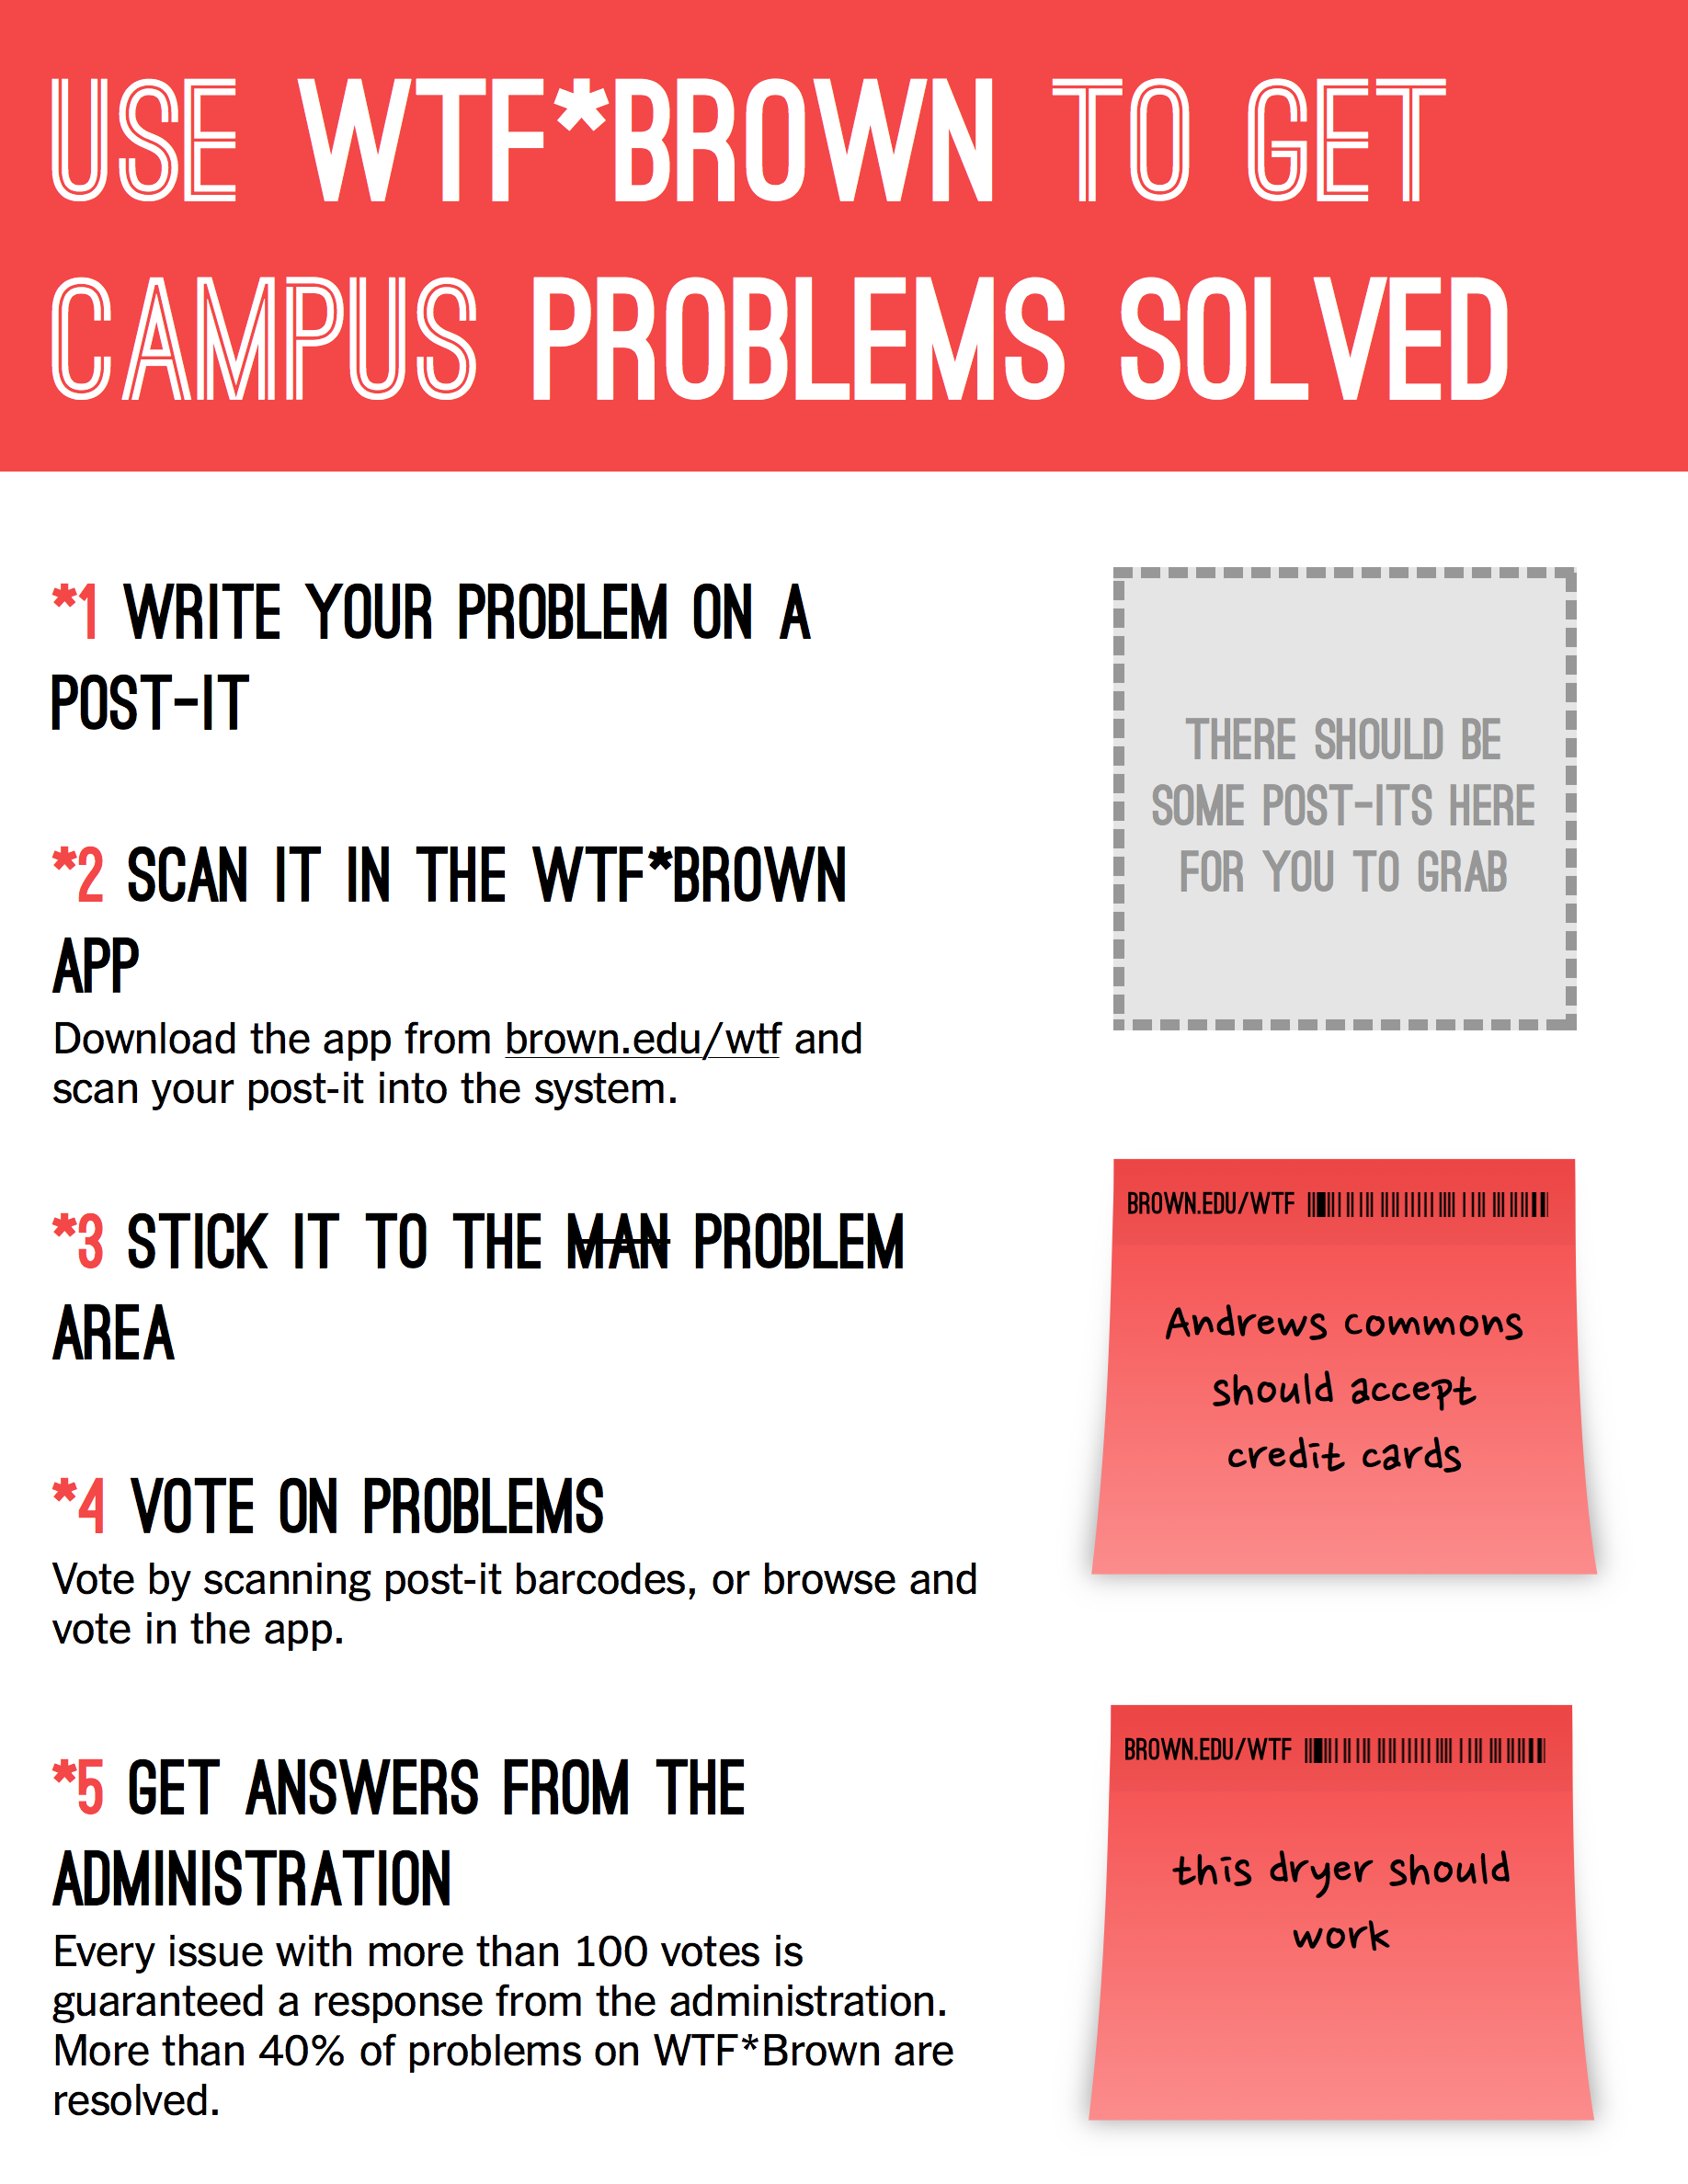 USE WTF*BROWN TO GET
CAMPUS PROBLEMS SOLVED
*1 WRITE YOUR PROBLEM ON A
POST-IT
*2 SCAN IT IN THE WTF*BROWN
APP
Download the app from brown.edu/wtf and
scan your post-it into the system.
*3 STICK IT TO THE MAN PROBLEM
AREA
*4 VOTE ON PROBLEMS
Vote by scanning post-it barcodes, or browse and
vote in the app.
*5 GET ANSWERS FROM THE
ADMINISTRATION
Every issue with more than 100 votes is
guaranteed a response from the administration.
More than 40% of problems on WTF*Brown are
resolved.
THERE SHOULD BE
SOME POST-ITS HERE
FOR YOU TO GRAB
BROWN.EDU/WTF
Andrews commons
should accept
credit cards
BROWN.EDU/WTF
this dryer should
work